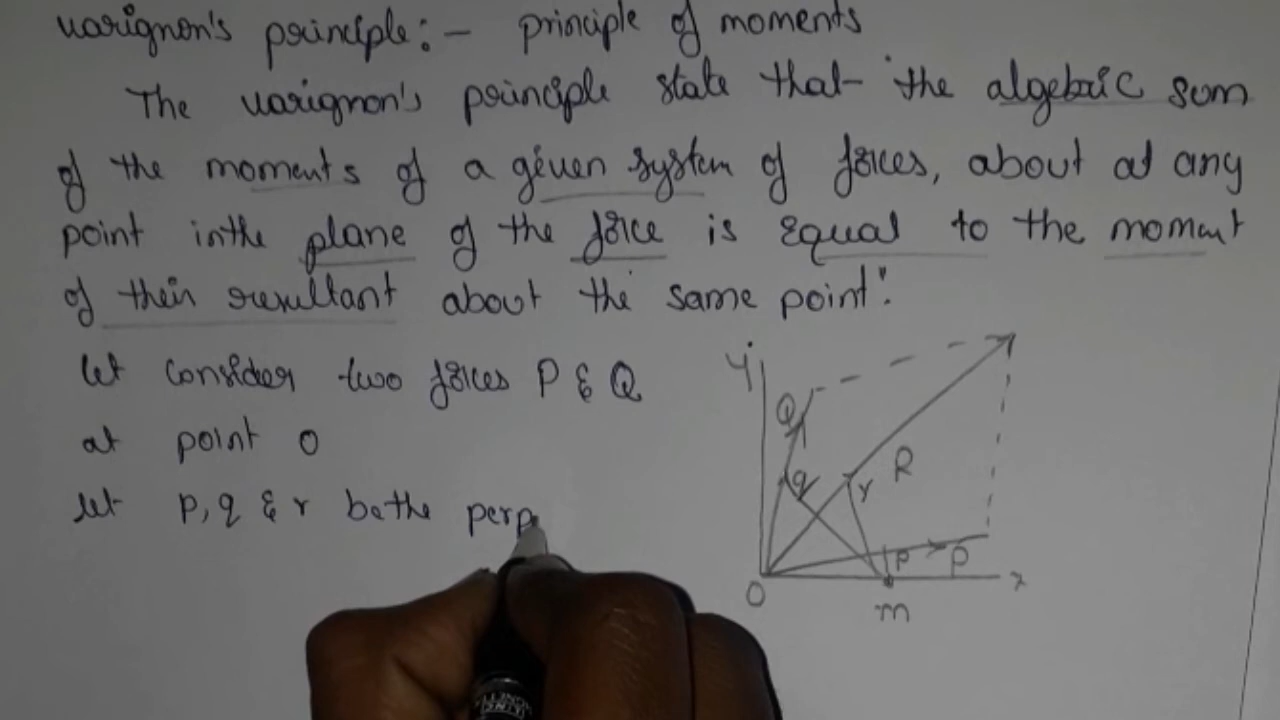 varignon's principle:- principle of moments
The varignon's principle state that "the algebric sum
of the moments of a given system of forces, about at any
point in the plane of the force is equal to the moment
of their resultant about the same point".
let consider two forces P & Q
at point O
let p, q & r be the perp
y
Q
q
R
r
p
P
O
x
m